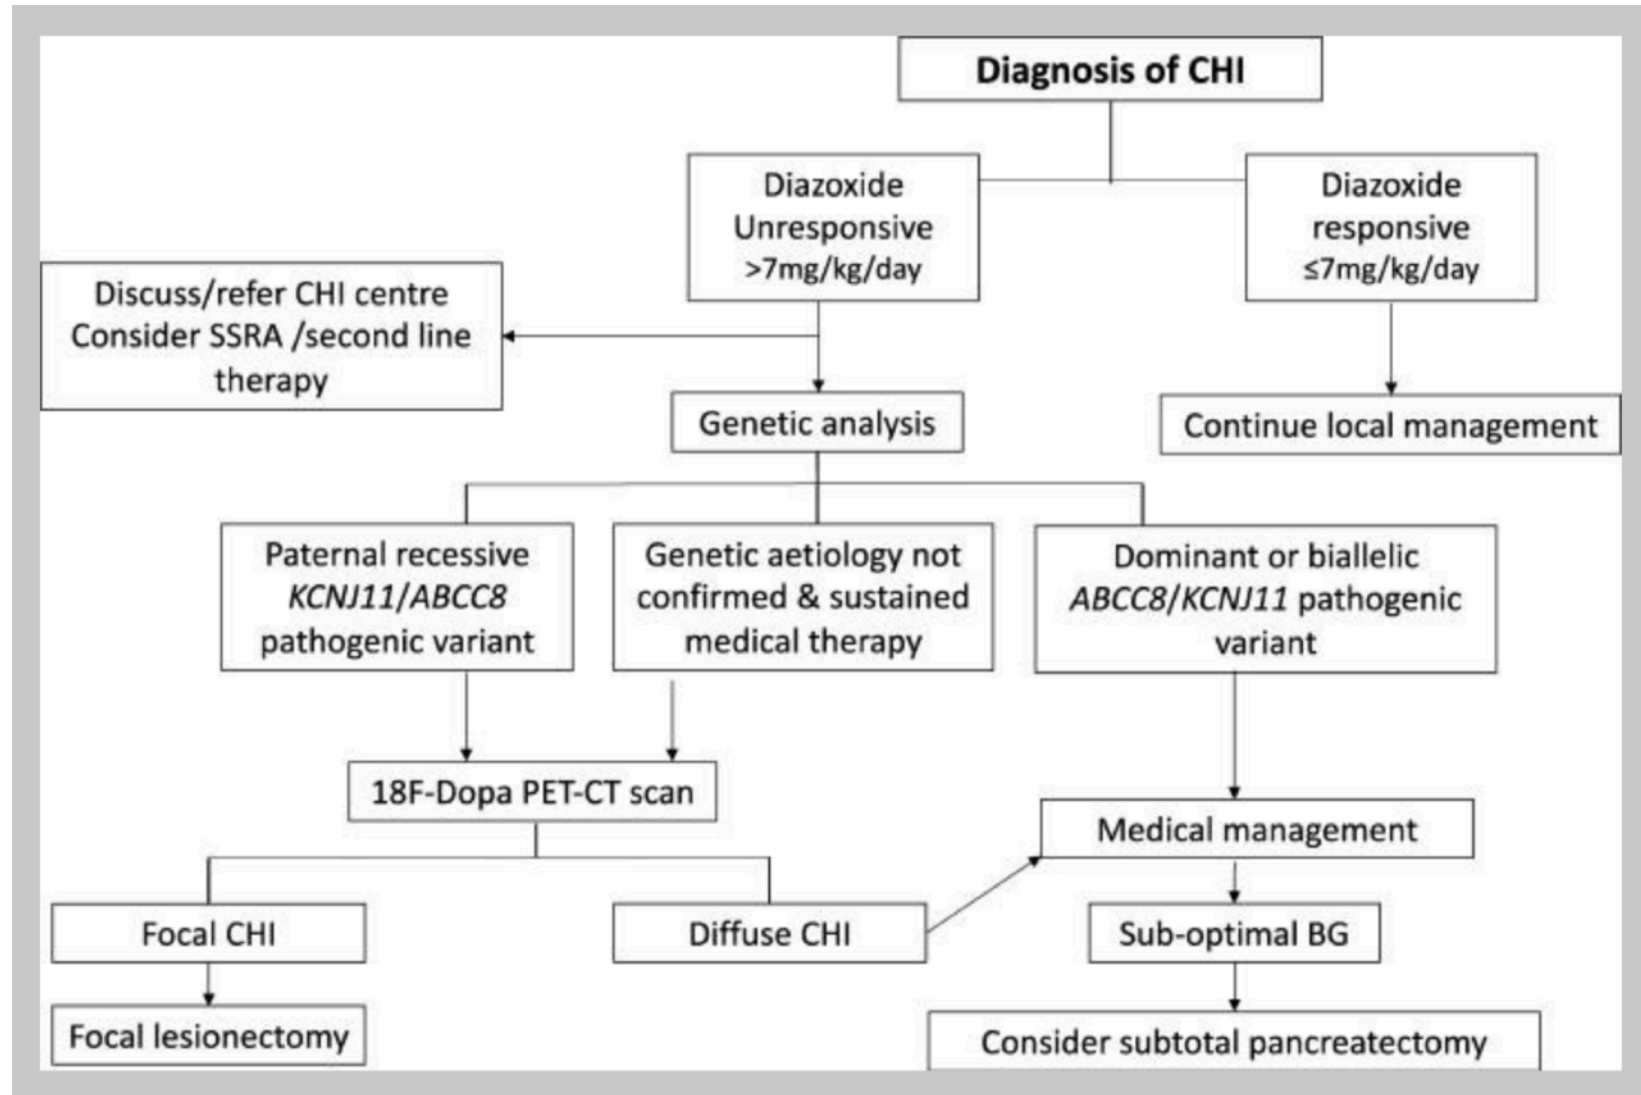 Diagnosis of CHI
Diazoxide
Unresponsive
>7mg/kg/day
Diazoxide
responsive
≤7mg/kg/day
Discuss/refer CHI centre
Consider SSRA /second line
therapy
Genetic analysis
Continue local management
Paternal recessive
KCNJ11/ABCC8
pathogenic variant
Genetic aetiology not
confirmed & sustained
medical therapy
Dominant or biallelic
ABCC8/KCNJ11 pathogenic
variant
18F-Dopa PET-CT scan
Medical management
Focal CHI
Diffuse CHI
Sub-optimal BG
Focal lesionectomy
Consider subtotal pancreatectomy